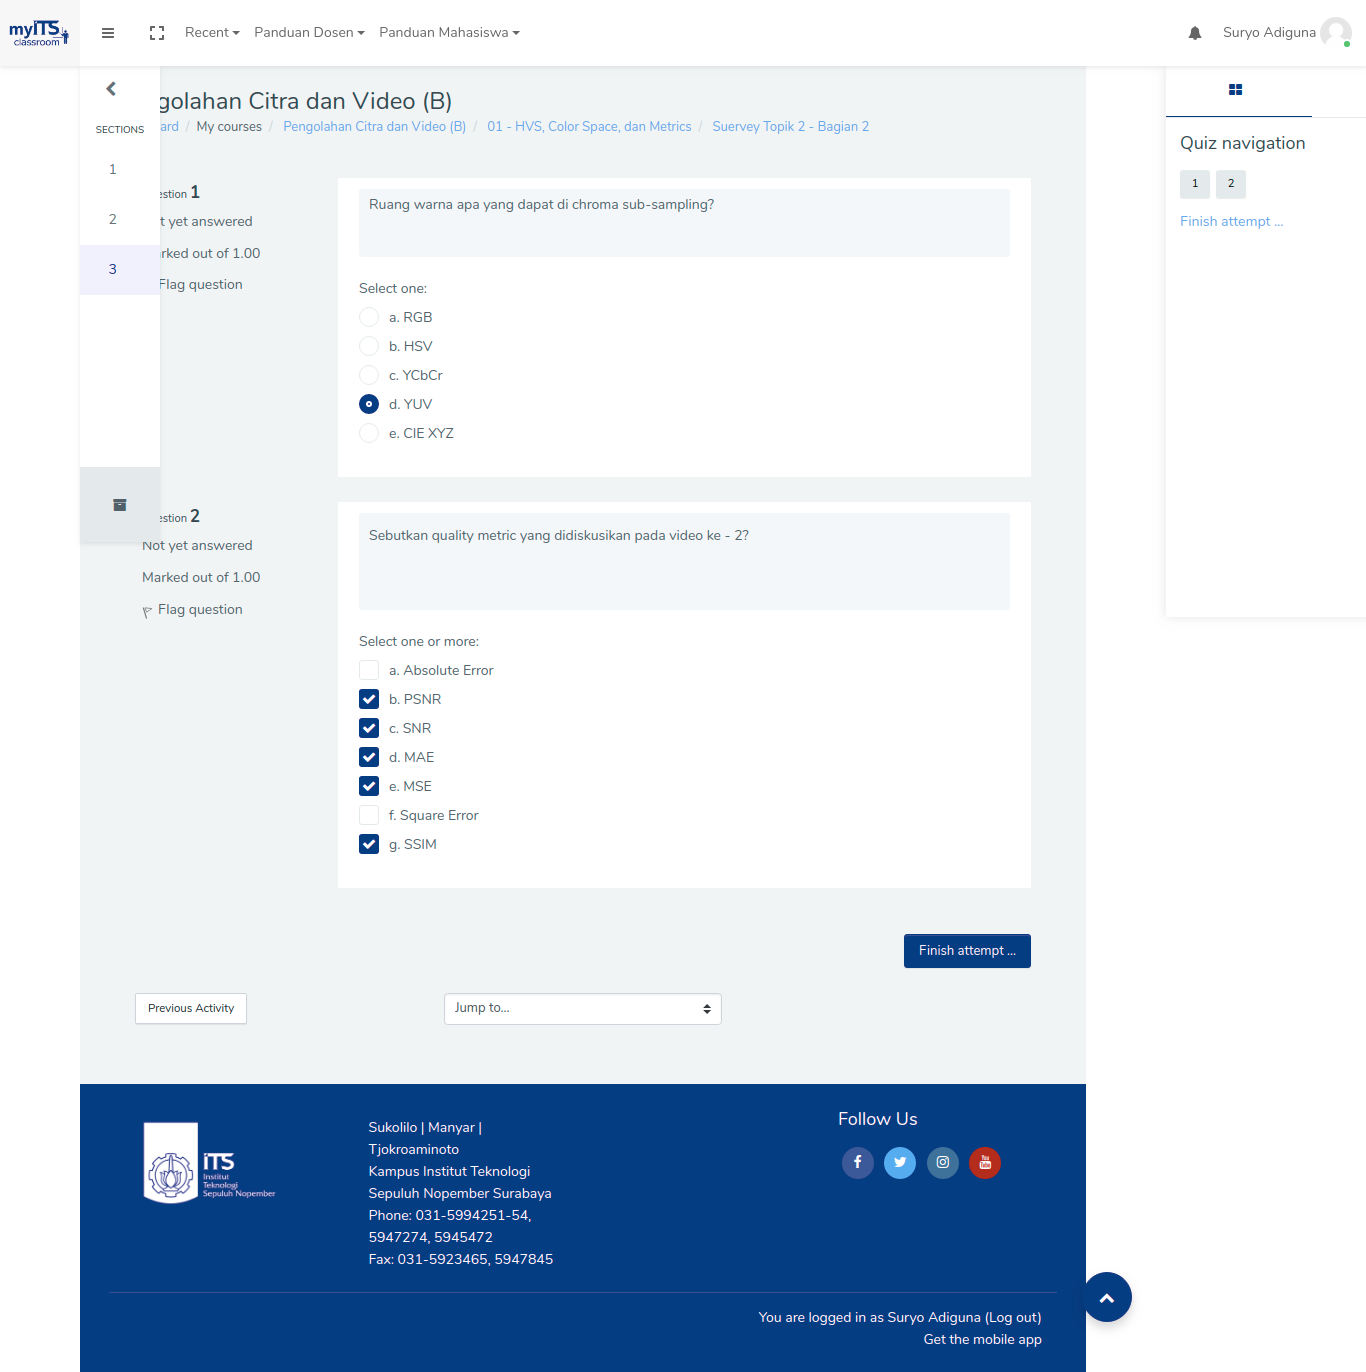 myITS
classroom
Recent
Panduan Dosen
Panduan Mahasiswa
Suryo Adiguna
SECTIONS
1
2
3
golahan Citra dan Video (B)
ard / My courses / Pengolahan Citra dan Video (B) / 01 - HVS, Color Space, dan Metrics / Suervey Topik 2 - Bagian 2
estion 1
t yet answered
rked out of 1.00
Flag question
Ruang warna apa yang dapat di chroma sub-sampling?
Select one:
a. RGB
b. HSV
c. YCbCr
d. YUV
e. CIE XYZ
estion 2
Not yet answered
Marked out of 1.00
Flag question
Sebutkan quality metric yang didiskusikan pada video ke - 2?
Select one or more:
a. Absolute Error
b. PSNR
c. SNR
d. MAE
e. MSE
f. Square Error
g. SSIM
Finish attempt ...
Previous Activity
Jump to...
Quiz navigation
1 2
Finish attempt ...
ITS
Institut
Teknologi
Sepuluh Nopember
Sukolilo | Manyar |
Tjokroaminoto
Kampus Institut Teknologi
Sepuluh Nopember Surabaya
Phone: 031-5994251-54,
5947274, 5945472
Fax: 031-5923465, 5947845
Follow Us
You Tube
You are logged in as Suryo Adiguna (Log out)
Get the mobile app